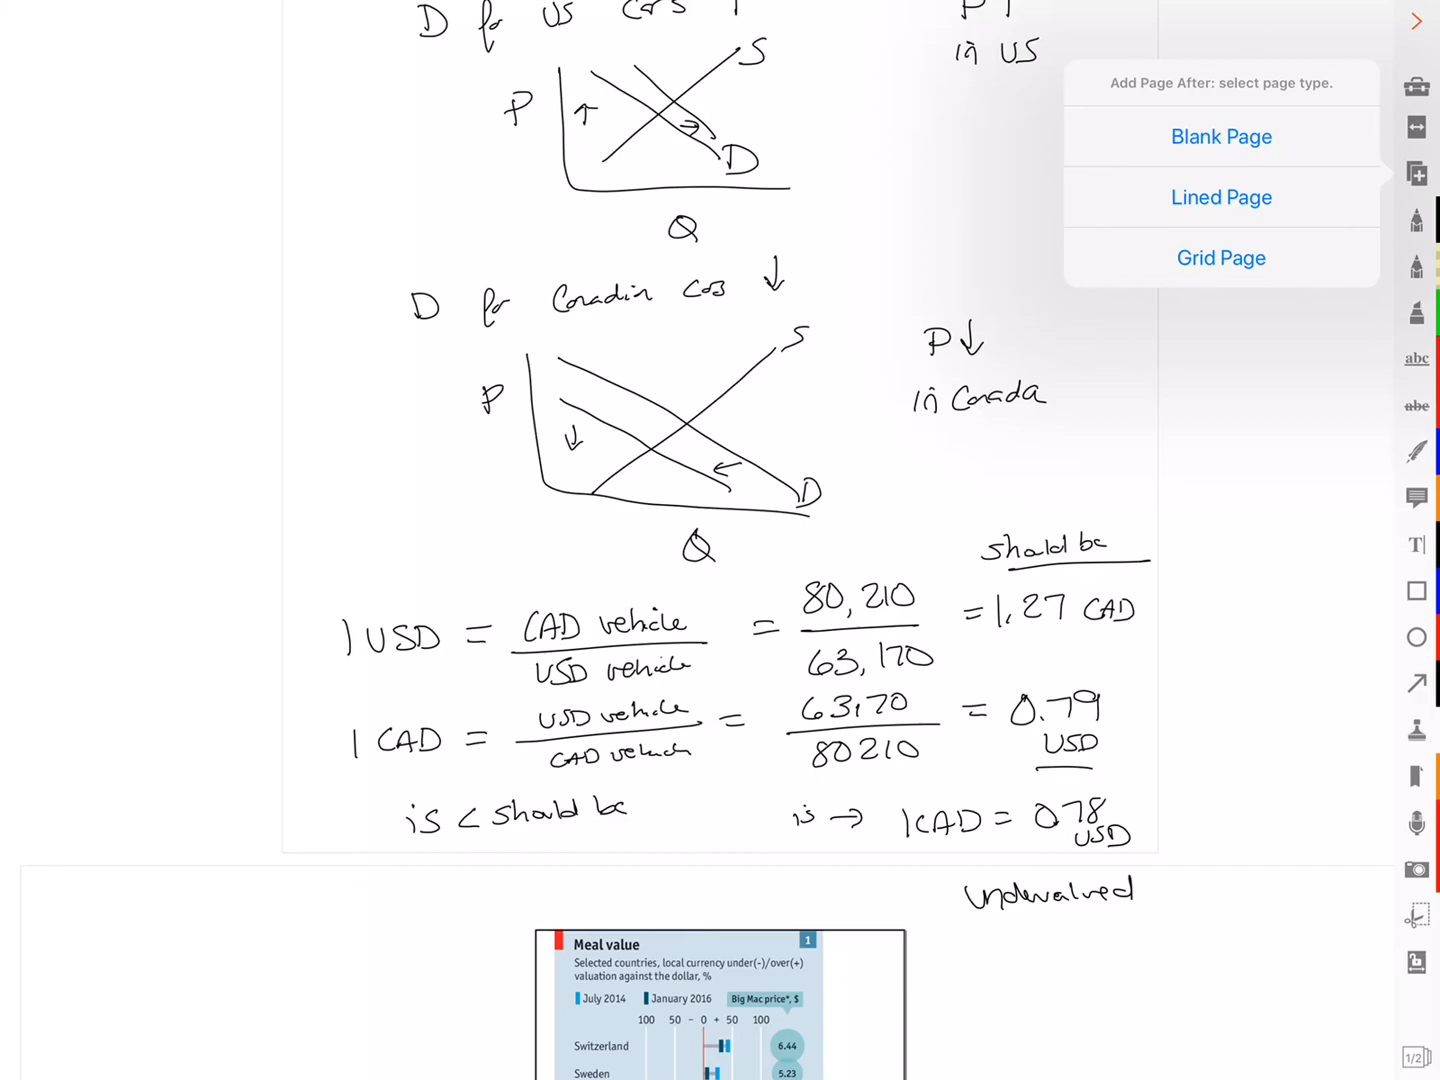 D for US cars ↑
P↑
in US
S
P
↑
→
D
Q
D for Canadian cars ↓
S
P
↓
←
D
Q
P↓
in Canada
should be
1 USD = CAD vehicle / USD vehicle = 80,210 / 63,170 = 1.27 CAD
1 CAD = USD vehicle / CAD vehicle = 63,170 / 80210 = 0.79 USD
is < should be
is → 1 CAD = 0.78 USD
undervalued
Meal value
1
Selected countries, local currency under(-)/over(+)
valuation against the dollar, %
July 2014 January 2016 Big Mac price*, $
100 50 – 0 + 50 100
Switzerland 6.44
Sweden 5.23
Add Page After: select page type.
Blank Page
Lined Page
Grid Page
abc
abc
T|
1/2